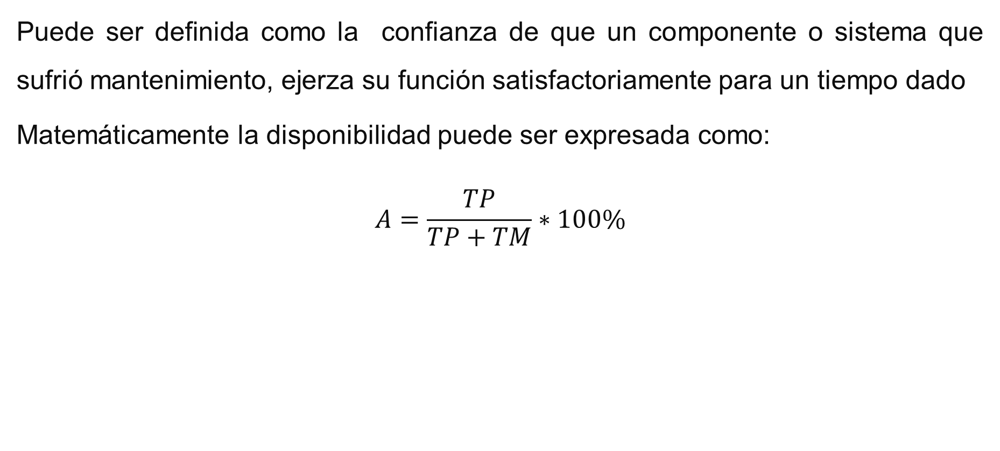 Puede ser definida como la  confianza de que un componente o sistema que
sufrió mantenimiento, ejerza su función satisfactoriamente para un tiempo dado
Matemáticamente la disponibilidad puede ser expresada como:
A = TP / (TP + TM) * 100%